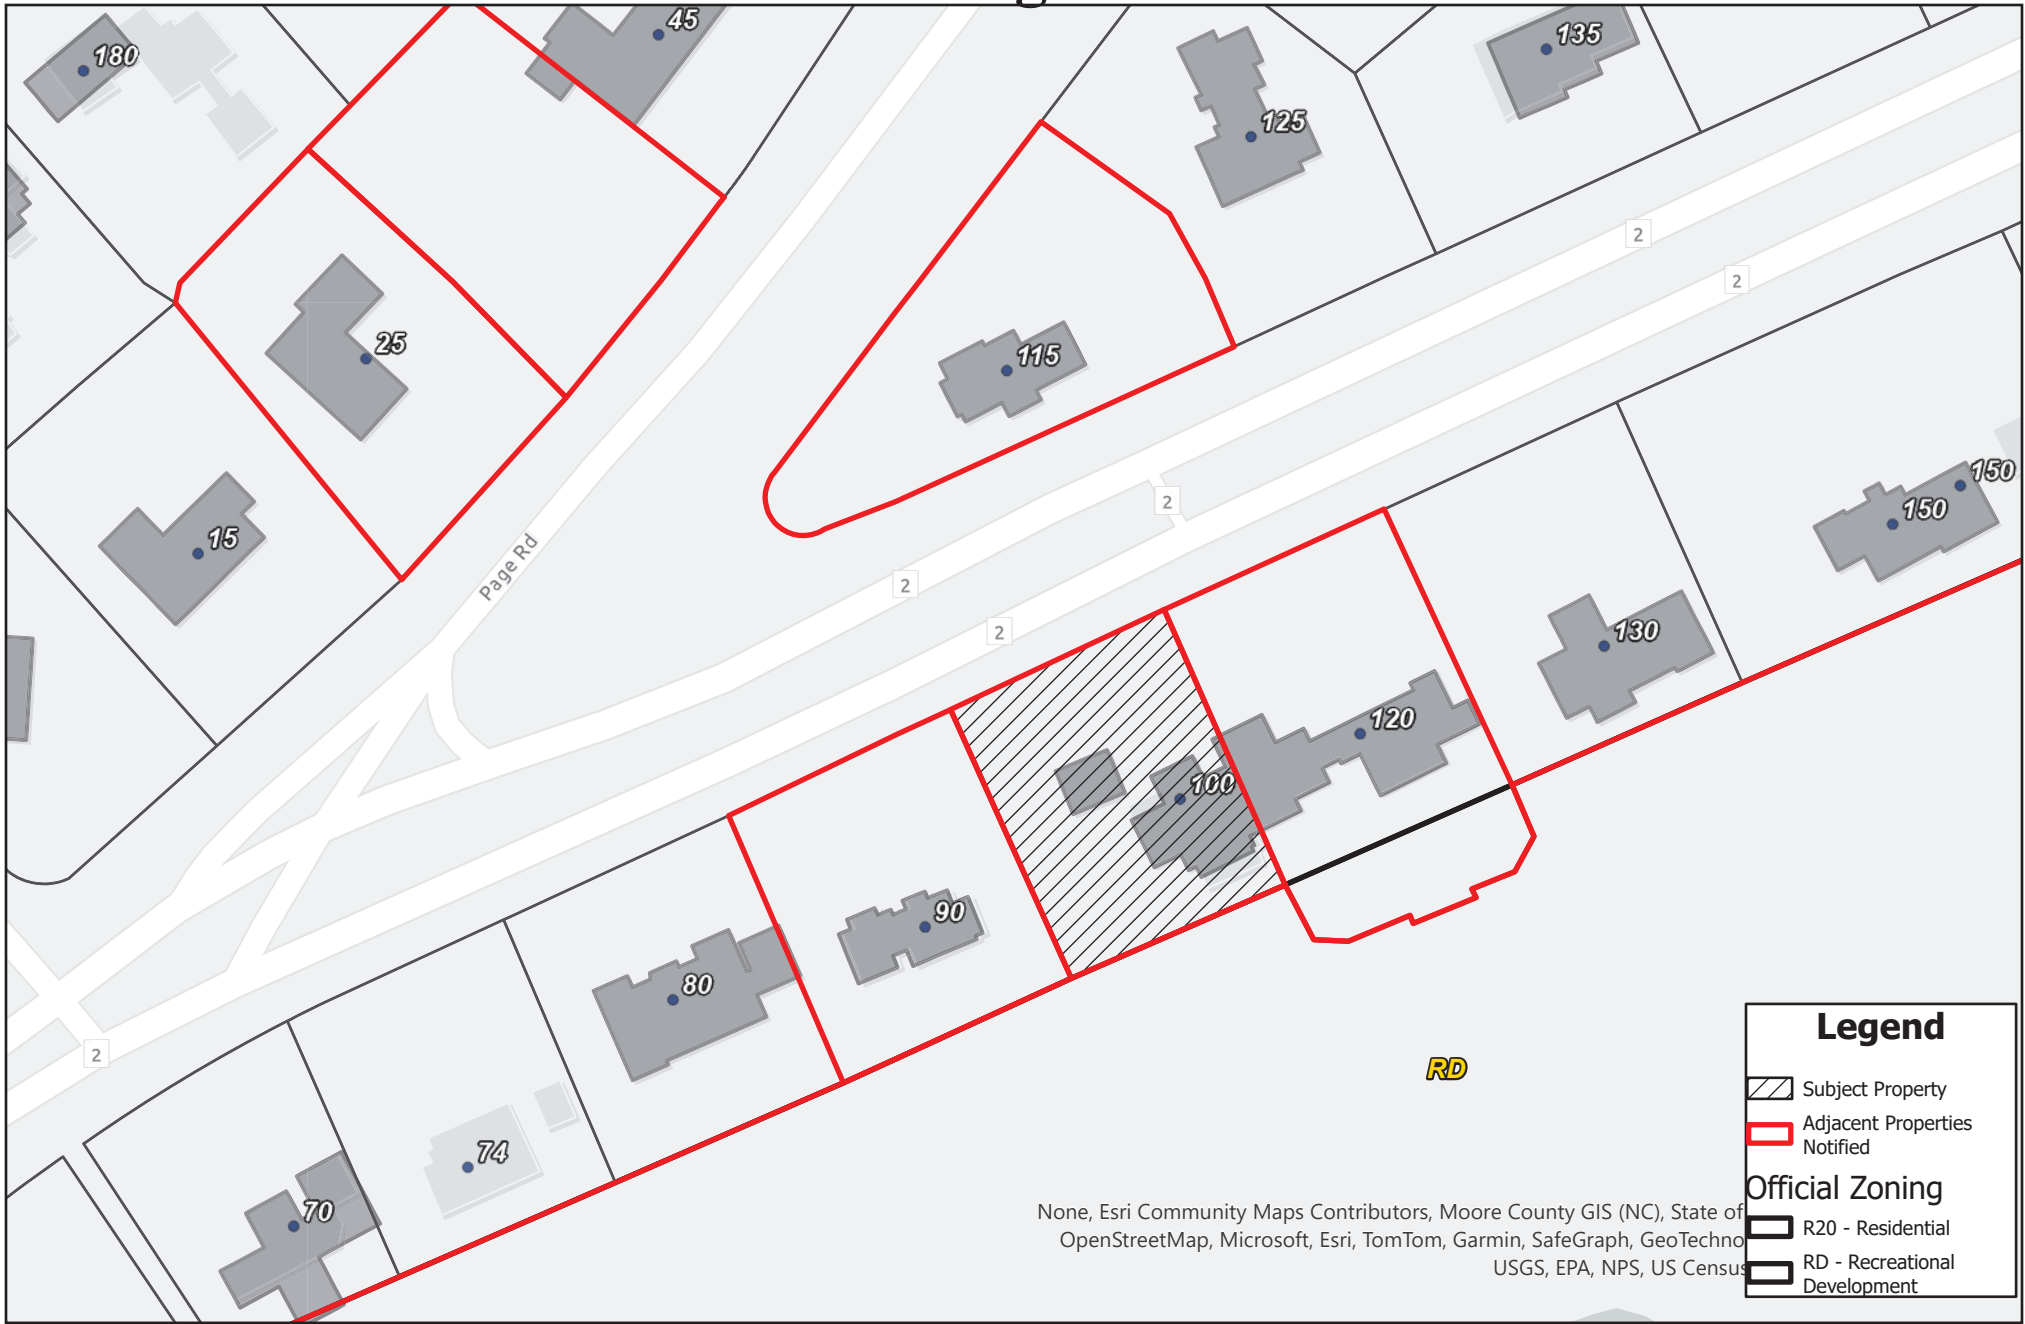 180
45
135
125
25
115
15
Page Rd
2
2
2
2
2
2
150
150
130
120
100
90
80
74
70
RD
Legend
Subject Property
Adjacent Properties
Notified
Official Zoning
R20 - Residential
RD - Recreational
Development
None, Esri Community Maps Contributors, Moore County GIS (NC), State of
OpenStreetMap, Microsoft, Esri, TomTom, Garmin, SafeGraph, GeoTechno
USGS, EPA, NPS, US Census